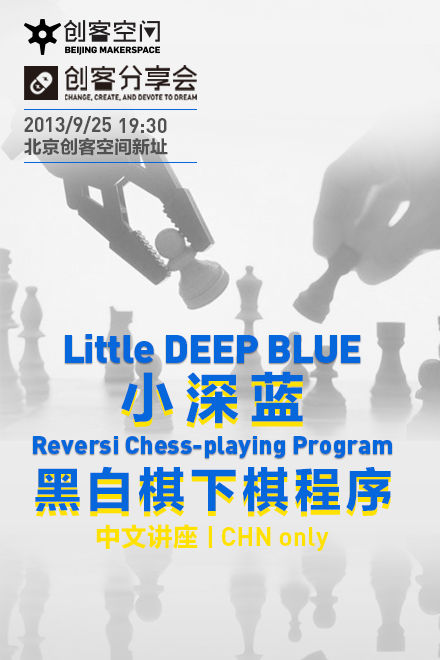 创客空间
BEIJING MAKERSPACE
创客分享会
CHANGE, CREATE, AND DEVOTE TO DREAM
2013/9/25 19:30
北京创客空间新址
Little DEEP BLUE
小深蓝
Reversi Chess-playing Program
黑白棋下棋程序
中文讲座 | CHN only